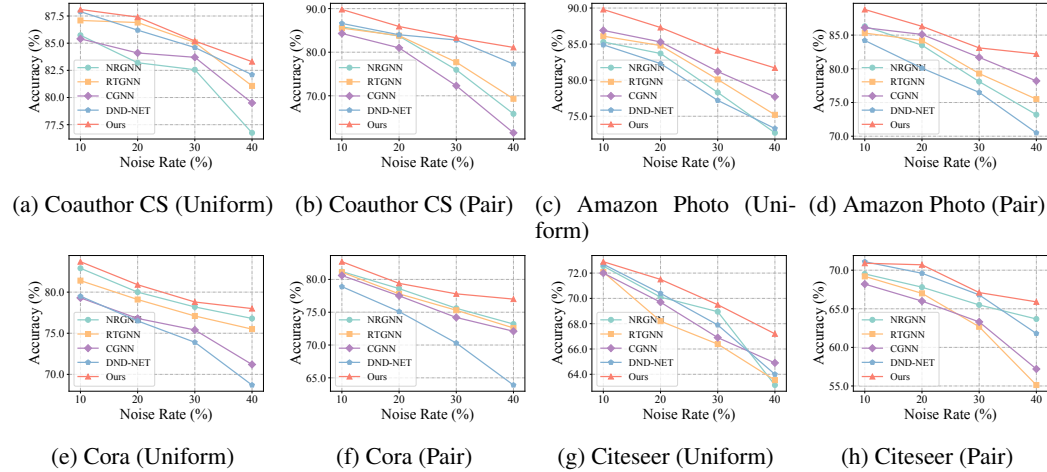 87.5
85.0
82.5
80.0
77.5
Accuracy (%)
NRGNN
RTGNN
CGNN
DND-NET
Ours
10 20 30 40
Noise Rate (%)
(a) Coauthor CS (Uniform)
90.0
80.0
70.0
Accuracy (%)
NRGNN
RTGNN
CGNN
DND-NET
Ours
10 20 30 40
Noise Rate (%)
(b) Coauthor CS (Pair)
90.0
85.0
80.0
75.0
Accuracy (%)
NRGNN
RTGNN
CGNN
DND-NET
Ours
10 20 30 40
Noise Rate (%)
(c) Amazon Photo (Uni-
form)
85.0
80.0
75.0
70.0
Accuracy (%)
NRGNN
RTGNN
CGNN
DND-NET
Ours
10 20 30 40
Noise Rate (%)
(d) Amazon Photo (Pair)
80.0
75.0
70.0
Accuracy (%)
NRGNN
RTGNN
CGNN
DND-NET
Ours
10 20 30 40
Noise Rate (%)
(e) Cora (Uniform)
80.0
75.0
70.0
65.0
Accuracy (%)
NRGNN
RTGNN
CGNN
DND-NET
Ours
10 20 30 40
Noise Rate (%)
(f) Cora (Pair)
72.0
70.0
68.0
66.0
64.0
Accuracy (%)
NRGNN
RTGNN
CGNN
DND-NET
Ours
10 20 30 40
Noise Rate (%)
(g) Citeseer (Uniform)
70.0
65.0
60.0
55.0
Accuracy (%)
NRGNN
RTGNN
CGNN
DND-NET
Ours
10 20 30 40
Noise Rate (%)
(h) Citeseer (Pair)